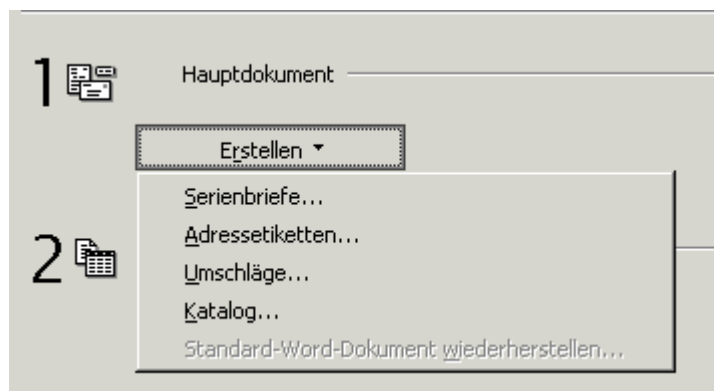 1 Hauptdokument
Erstellen
Serienbriefe...
2 Adressetiketten...
Umschläge...
Katalog...
Standard-Word-Dokument wiederherstellen...